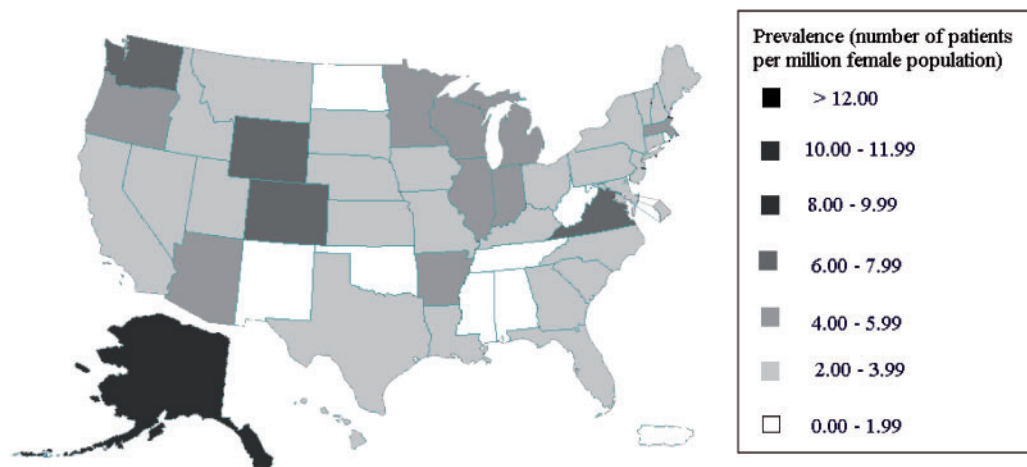 Prevalence (number of patients
per million female population)
> 12.00
10.00 - 11.99
8.00 - 9.99
6.00 - 7.99
4.00 - 5.99
2.00 - 3.99
0.00 - 1.99